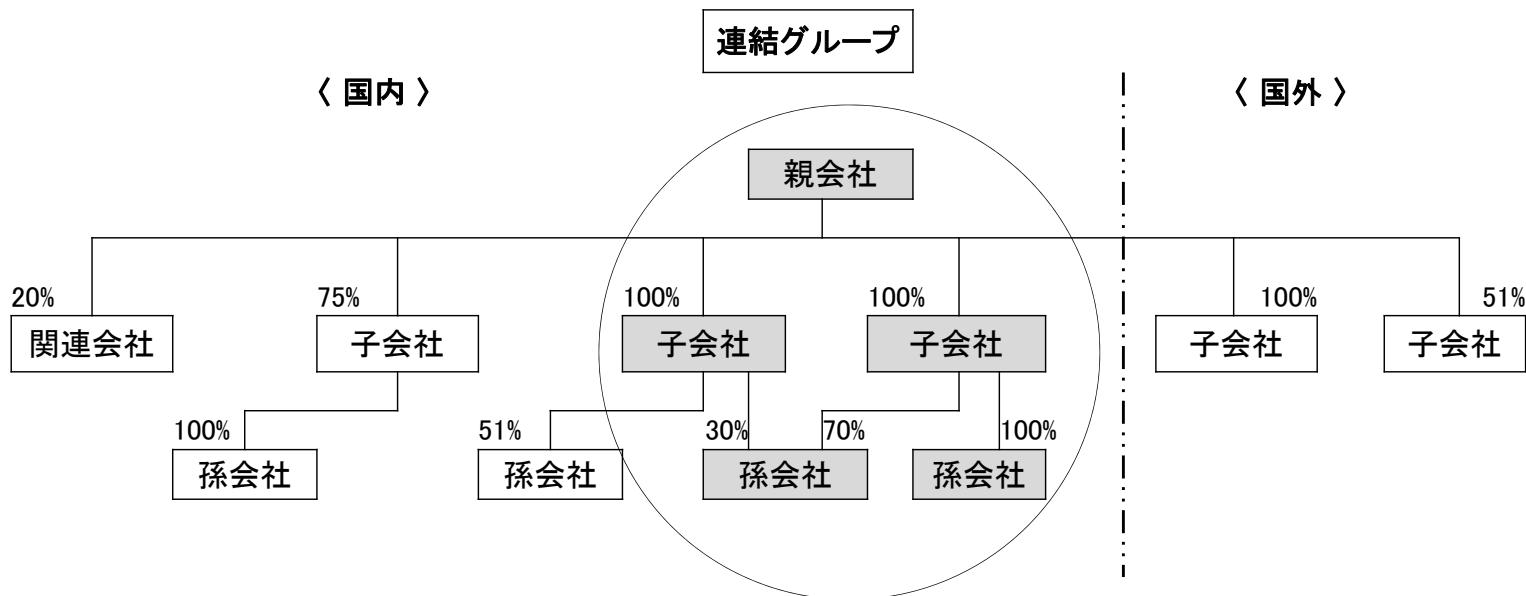 連結グループ
〈 国内 〉
〈 国外 〉
親会社
20%
75%
100%
100%
100%
51%
関連会社
子会社
子会社
子会社
子会社
子会社
100%
51%
30%
70%
100%
孫会社
孫会社
孫会社
孫会社